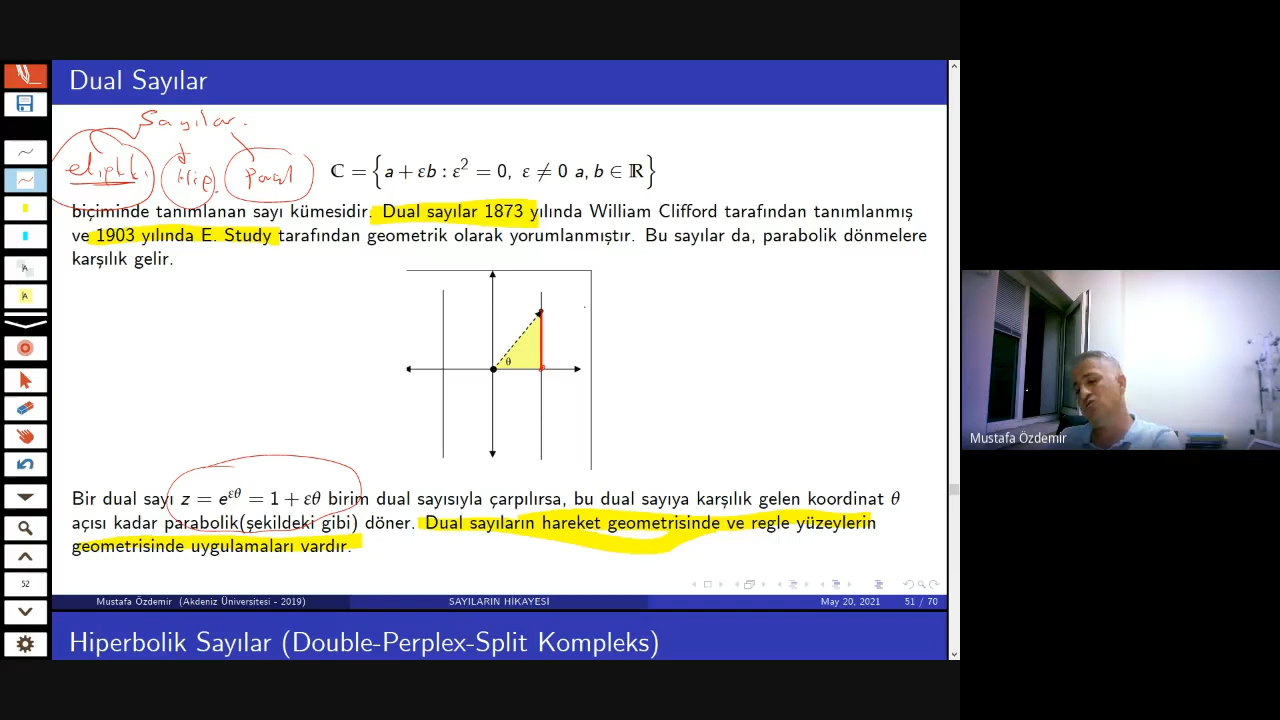 Dual Sayılar
Sayılar.
elipt. Hip. Parab
ℂ = {a + εb : ε² = 0, ε ≠ 0 a, b ∈ ℝ}
biçiminde tanımlanan sayı kümesidir. Dual sayılar 1873 yılında William Clifford tarafından tanımlanmış
ve 1903 yılında E. Study tarafından geometrik olarak yorumlanmıştır. Bu sayılar da, parabolik dönmelere
karşılık gelir.
θ
Bir dual sayı z = e^{εθ} = 1 + εθ birim dual sayısıyla çarpılırsa, bu dual sayıya karşılık gelen koordinat θ
açısı kadar parabolik(şekildeki gibi) döner. Dual sayıların hareket geometrisinde ve regle yüzeylerin
geometrisinde uygulamaları vardır.
52
Mustafa Özdemir (Akdeniz Üniversitesi - 2019) SAYILARIN HİKAYESİ May 20, 2021 51 / 70
Hiperbolik Sayılar (Double-Perplex-Split Kompleks)
Mustafa Özdemir